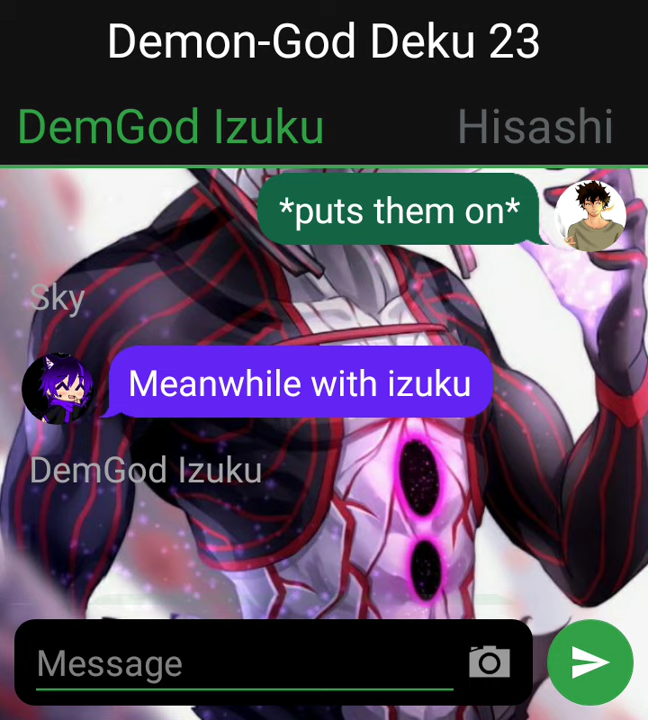 Demon-God Deku 23
DemGod Izuku Hisashi
*puts them on*
Sky
Meanwhile with izuku
DemGod Izuku
Message